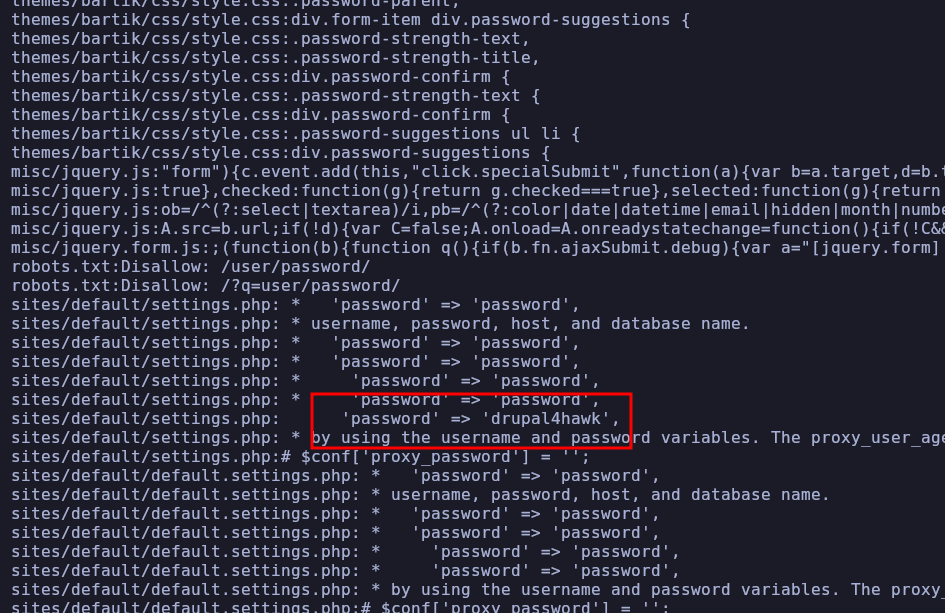 themes/bartik/css/style.css:.password-parent,
themes/bartik/css/style.css:div.form-item div.password-suggestions {
themes/bartik/css/style.css:.password-strength-text,
themes/bartik/css/style.css:.password-strength-title,
themes/bartik/css/style.css:div.password-confirm {
themes/bartik/css/style.css:.password-strength-text {
themes/bartik/css/style.css:div.password-confirm {
themes/bartik/css/style.css:.password-suggestions ul li {
themes/bartik/css/style.css:div.password-suggestions {
misc/jquery.js:"form"){c.event.add(this,"click.specialSubmit",function(a){var b=a.target,d=b.t
misc/jquery.js:true},checked:function(g){return g.checked===true},selected:function(g){return
misc/jquery.js:ob=/^(?:select|textarea)/i,pb=/^(?:color|date|datetime|email|hidden|month|numbe
misc/jquery.js:A.src=b.url;if(!d){var C=false;A.onload=A.onreadystatechange=function(){if(!C&&
misc/jquery.form.js:;(function(b){function q(){if(b.fn.ajaxSubmit.debug){var a="[jquery.form]
robots.txt:Disallow: /user/password/
robots.txt:Disallow: /?q=user/password/
sites/default/settings.php: *   'password' => 'password',
sites/default/settings.php: * username, password, host, and database name.
sites/default/settings.php: *   'password' => 'password',
sites/default/settings.php: *   'password' => 'password',
sites/default/settings.php: *     'password' => 'password',
sites/default/settings.php: *     'password' => 'password',
sites/default/settings.php:      'password' => 'drupal4hawk',
sites/default/settings.php: * by using the username and password variables. The proxy_user_age
sites/default/settings.php:# $conf['proxy_password'] = '';
sites/default/default.settings.php: *   'password' => 'password',
sites/default/default.settings.php: * username, password, host, and database name.
sites/default/default.settings.php: *   'password' => 'password',
sites/default/default.settings.php: *   'password' => 'password',
sites/default/default.settings.php: *     'password' => 'password',
sites/default/default.settings.php: *     'password' => 'password',
sites/default/default.settings.php: * by using the username and password variables. The proxy_
sites/default/default.settings.php:# $conf['proxy_password'] = '';